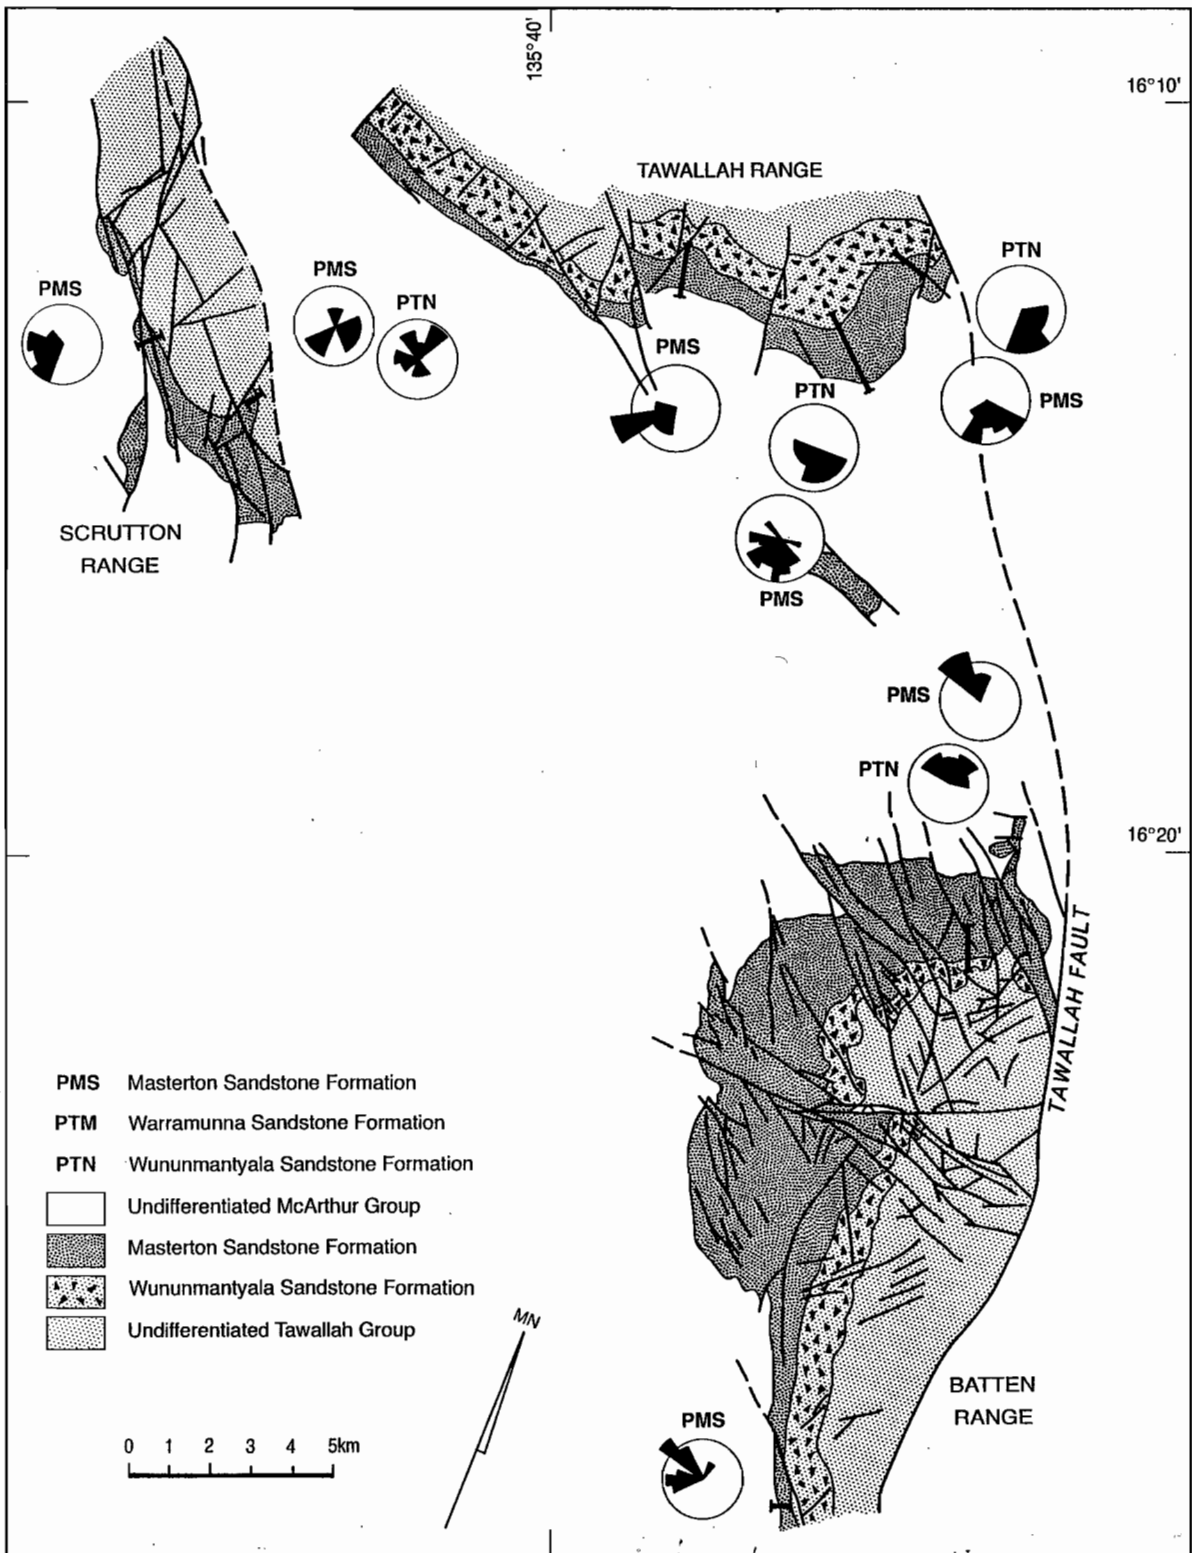 135°40'
16°10'
TAWALLAH RANGE
PTN
PMS
PMS
PTN
PMS
PTN
PMS
SCRUTTON
RANGE
PMS
PMS
PTN
16°20'
TAWALLAH FAULT
PMS Masterton Sandstone Formation
PTM Warramunna Sandstone Formation
PTN Wununmantyala Sandstone Formation
Undifferentiated McArthur Group
Masterton Sandstone Formation
Wununmantyala Sandstone Formation
Undifferentiated Tawallah Group
MN
BATTEN
RANGE
PMS
0 1 2 3 4 5km